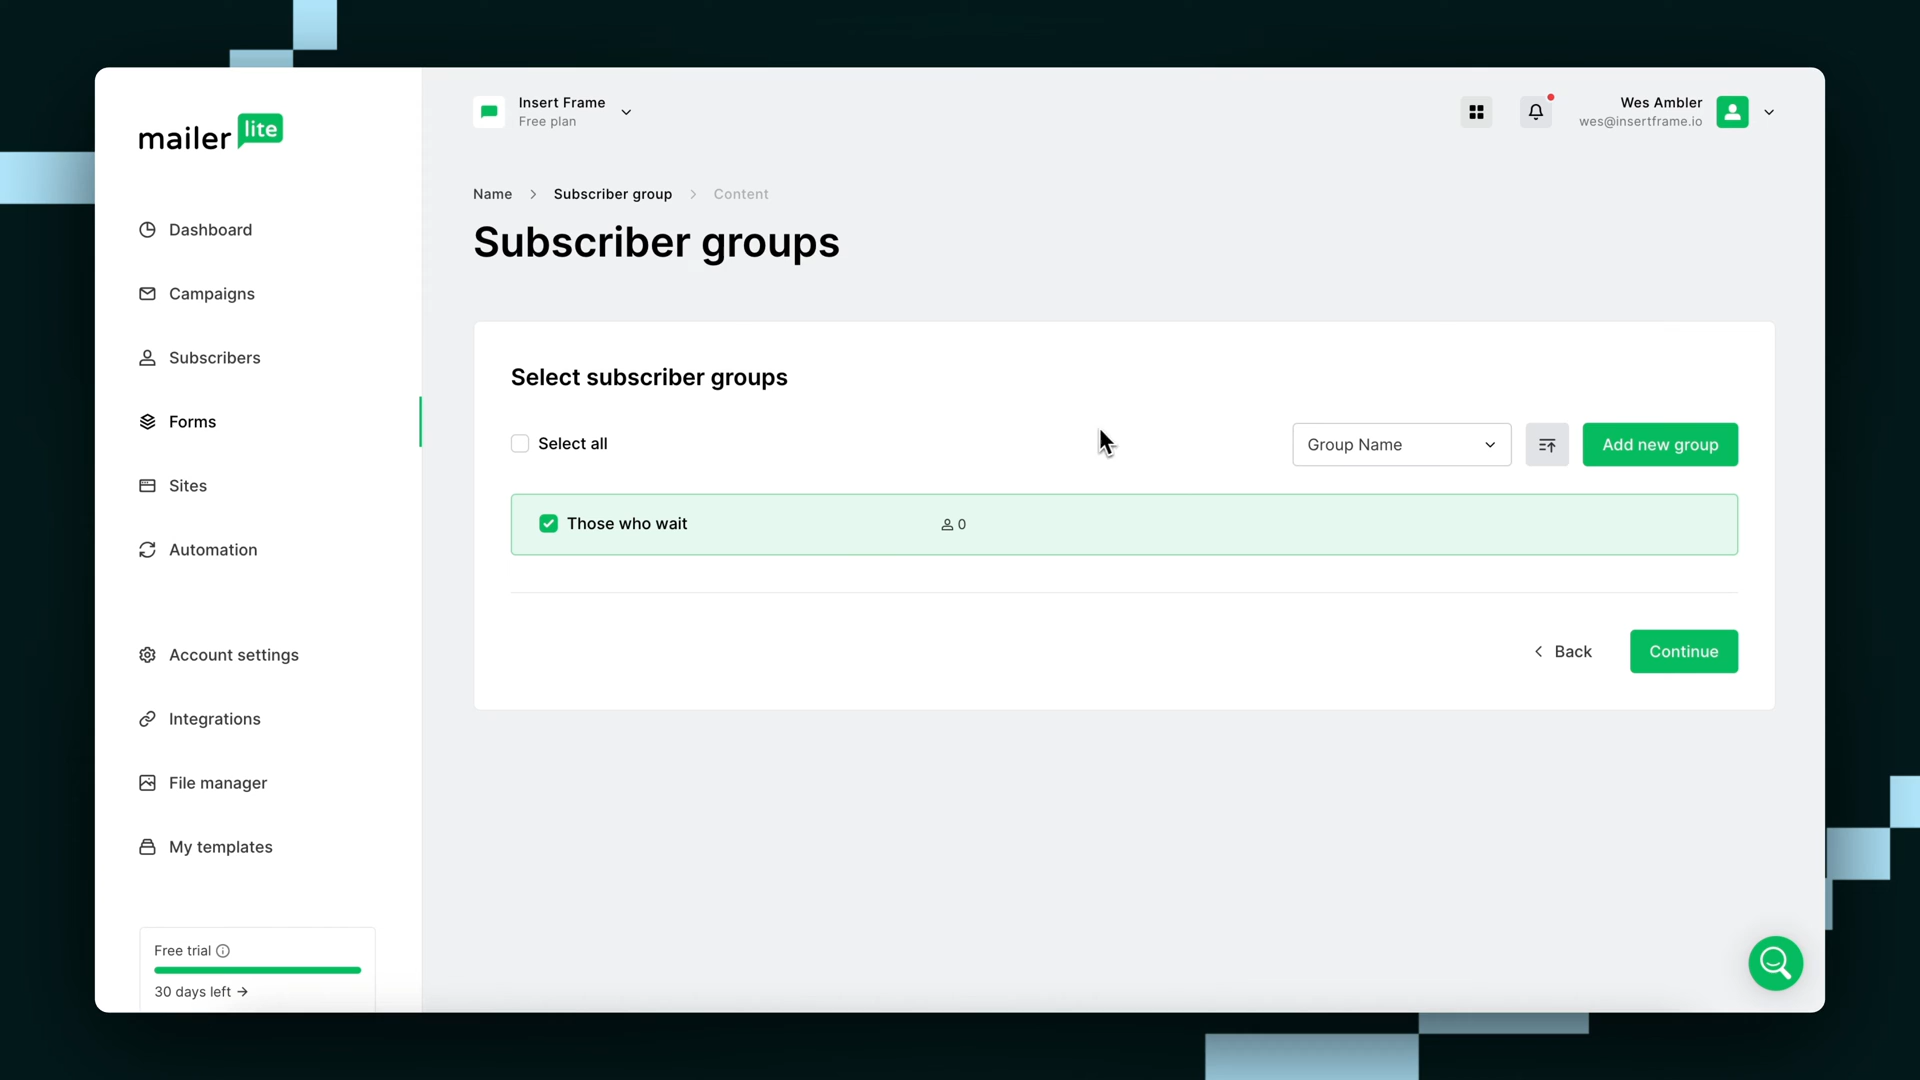 mailer lite
Dashboard
Campaigns
Subscribers
Forms
Sites
Automation
Account settings
Integrations
File manager
My templates
Free trial
30 days left →
Insert Frame
Free plan
Wes Ambler
wes@insertframe.io
Name > Subscriber group > Content
Subscriber groups
Select subscriber groups
Select all
Group Name
Add new group
Those who wait
0
Back
Continue